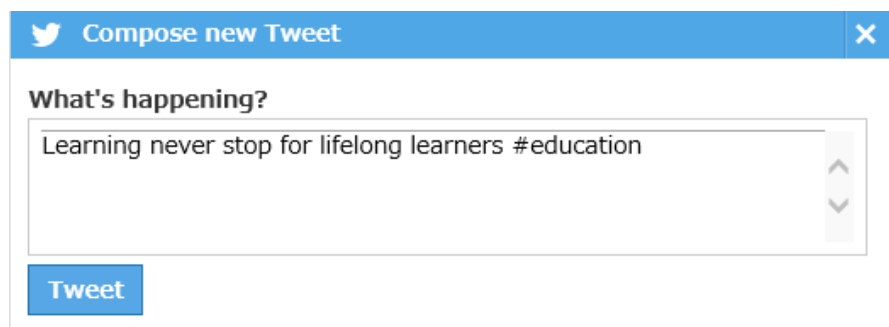 Compose new Tweet
What's happening?
Learning never stop for lifelong learners #education
Tweet